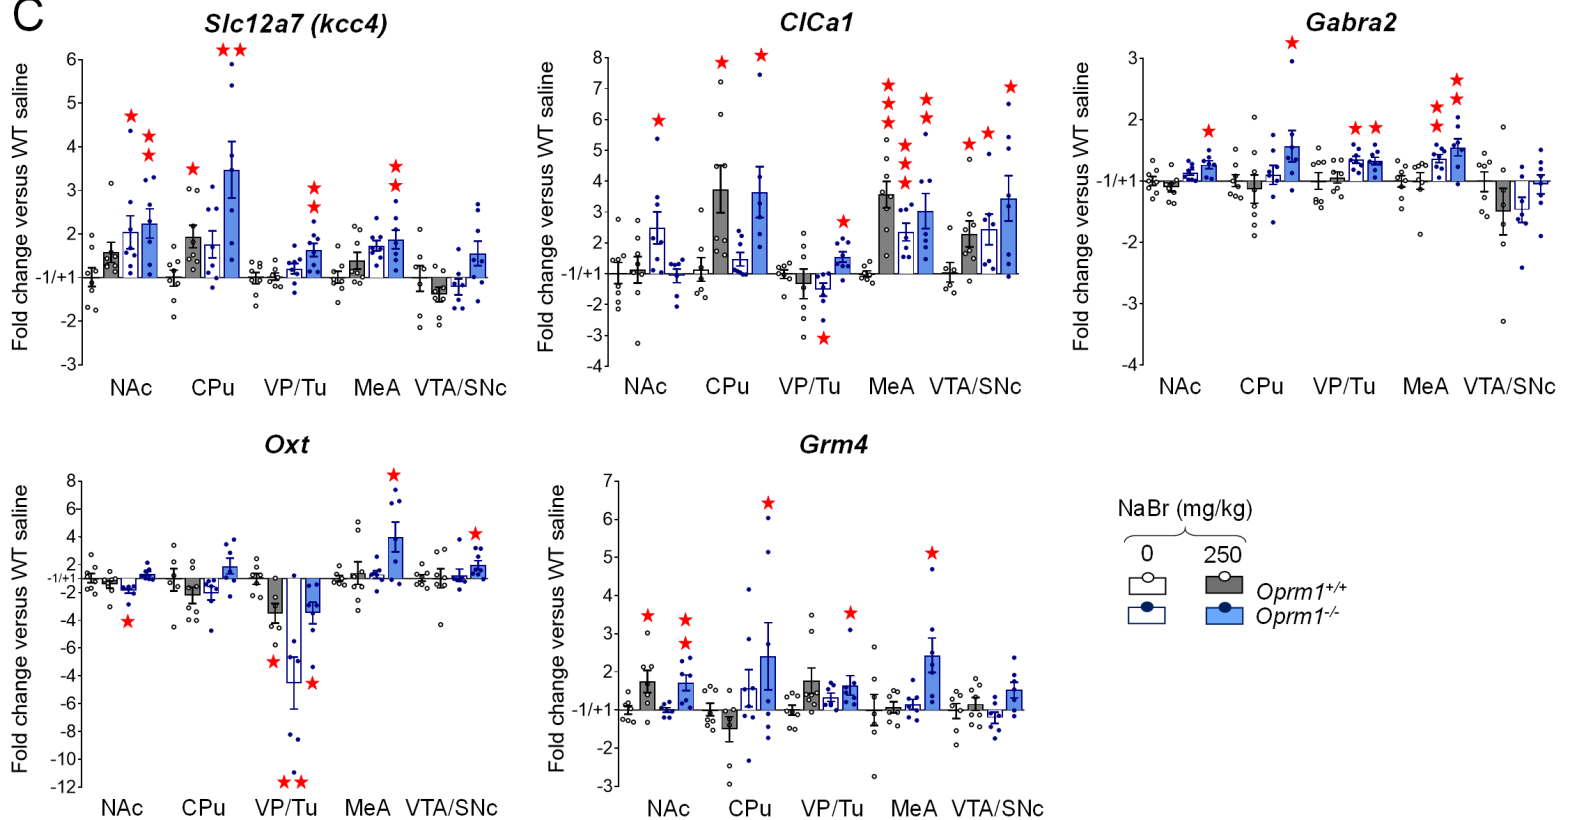 C
Slc12a7 (kcc4)
Fold change versus WT saline
6
5
4
3
2
-1/+1
-2
-3
NAc CPu VP/Tu MeA VTA/SNc
ClCa1
Fold change versus WT saline
8
7
6
5
4
3
2
-1/+1
-2
-3
-4
NAc CPu VP/Tu MeA VTA/SNc
Gabra2
Fold change versus WT saline
3
2
-1/+1
-2
-3
-4
NAc CPu VP/Tu MeA VTA/SNc
Oxt
Fold change versus WT saline
8
6
4
2
-1/+1
-2
-4
-6
-4
-6
-8
-10
-12
NAc CPu VP/Tu MeA VTA/SNc
Grm4
Fold change versus WT saline
7
6
5
4
3
2
-1/+1
-2
-3
NAc CPu VP/Tu MeA VTA/SNc
NaBr (mg/kg)
0 250
Oprm1+/+
Oprm1-/-